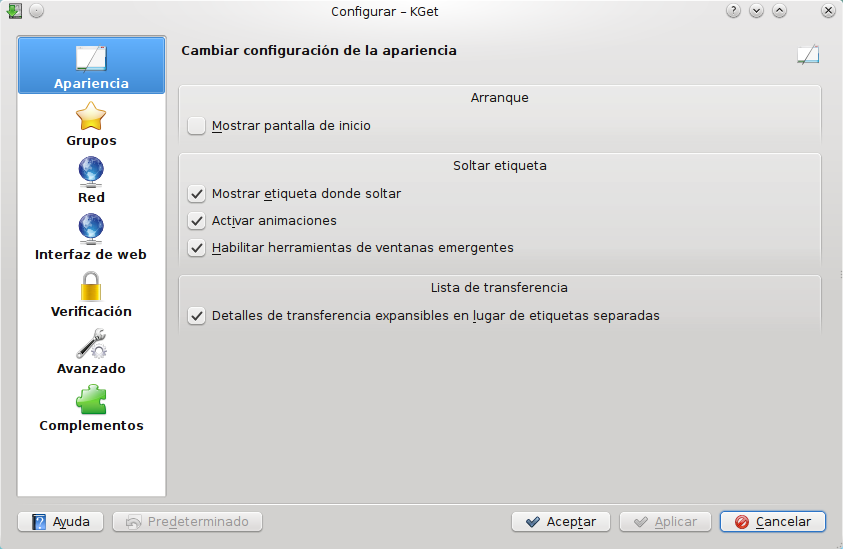 Configurar – KGet
Apariencia
Grupos
Red
Interfaz de web
Verificación
Avanzado
Complementos
Cambiar configuración de la apariencia
Arranque
Mostrar pantalla de inicio
Soltar etiqueta
Mostrar etiqueta donde soltar
Activar animaciones
Habilitar herramientas de ventanas emergentes
Lista de transferencia
Detalles de transferencia expansibles en lugar de etiquetas separadas
Ayuda
Predeterminado
Aceptar
Aplicar
Cancelar